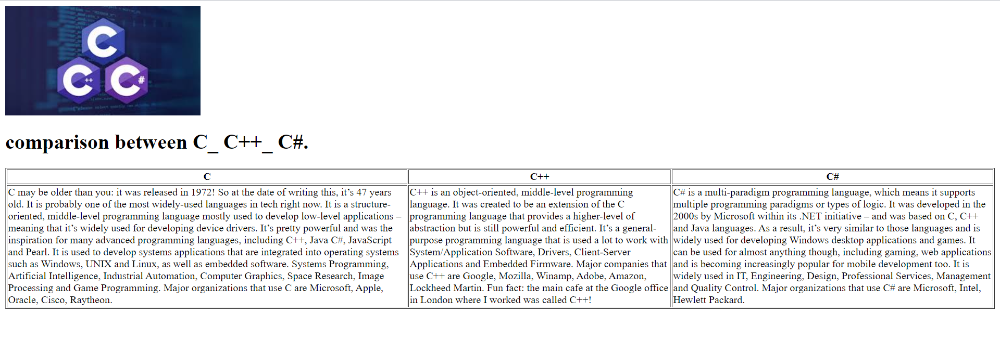 C
C++
C#
comparison between C_ C++_ C#.
C
C may be older than you: it was released in 1972! So at the date of writing this, it’s 47 years
old. It is probably one of the most widely-used languages in tech right now. It is a structure-
oriented, middle-level programming language mostly used to develop low-level applications –
meaning that it’s widely used for developing device drivers. It’s pretty powerful and was the
inspiration for many advanced programming languages, including C++, Java C#, JavaScript
and Pearl. It is used to develop systems applications that are integrated into operating systems
such as Windows, UNIX and Linux, as well as embedded software. Systems Programming,
Artificial Intelligence, Industrial Automation, Computer Graphics, Space Research, Image
Processing and Game Programming. Major organizations that use C are Microsoft, Apple,
Oracle, Cisco, Raytheon.
C++
C++ is an object-oriented, middle-level programming
language. It was created to be an extension of the C
programming language that provides a higher-level of
abstraction but is still powerful and efficient. It’s a general-
purpose programming language that is used a lot to work with
System/Application Software, Drivers, Client-Server
Applications and Embedded Firmware. Major companies that
use C++ are Google, Mozilla, Winamp, Adobe, Amazon,
Lockheed Martin. Fun fact: the main cafe at the Google office
in London where I worked was called C++!
C#
C# is a multi-paradigm programming language, which means it supports
multiple programming paradigms or types of logic. It was developed in the
2000s by Microsoft within its .NET initiative – and was based on C, C++
and Java languages. As a result, it’s very similar to those languages and is
widely used for developing Windows desktop applications and games. It
can be used for almost anything though, including gaming, web applications
and is becoming increasingly popular for mobile development too. It is
widely used in IT, Engineering, Design, Professional Services, Management
and Quality Control. Major organizations that use C# are Microsoft, Intel,
Hewlett Packard.